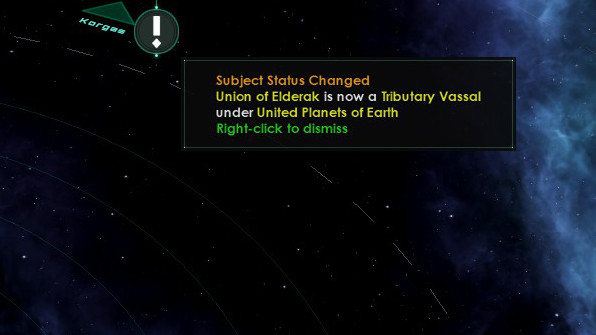 Korgas
!
Subject Status Changed
Union of Elderak is now a Tributary Vassal
under United Planets of Earth
Right-click to dismiss